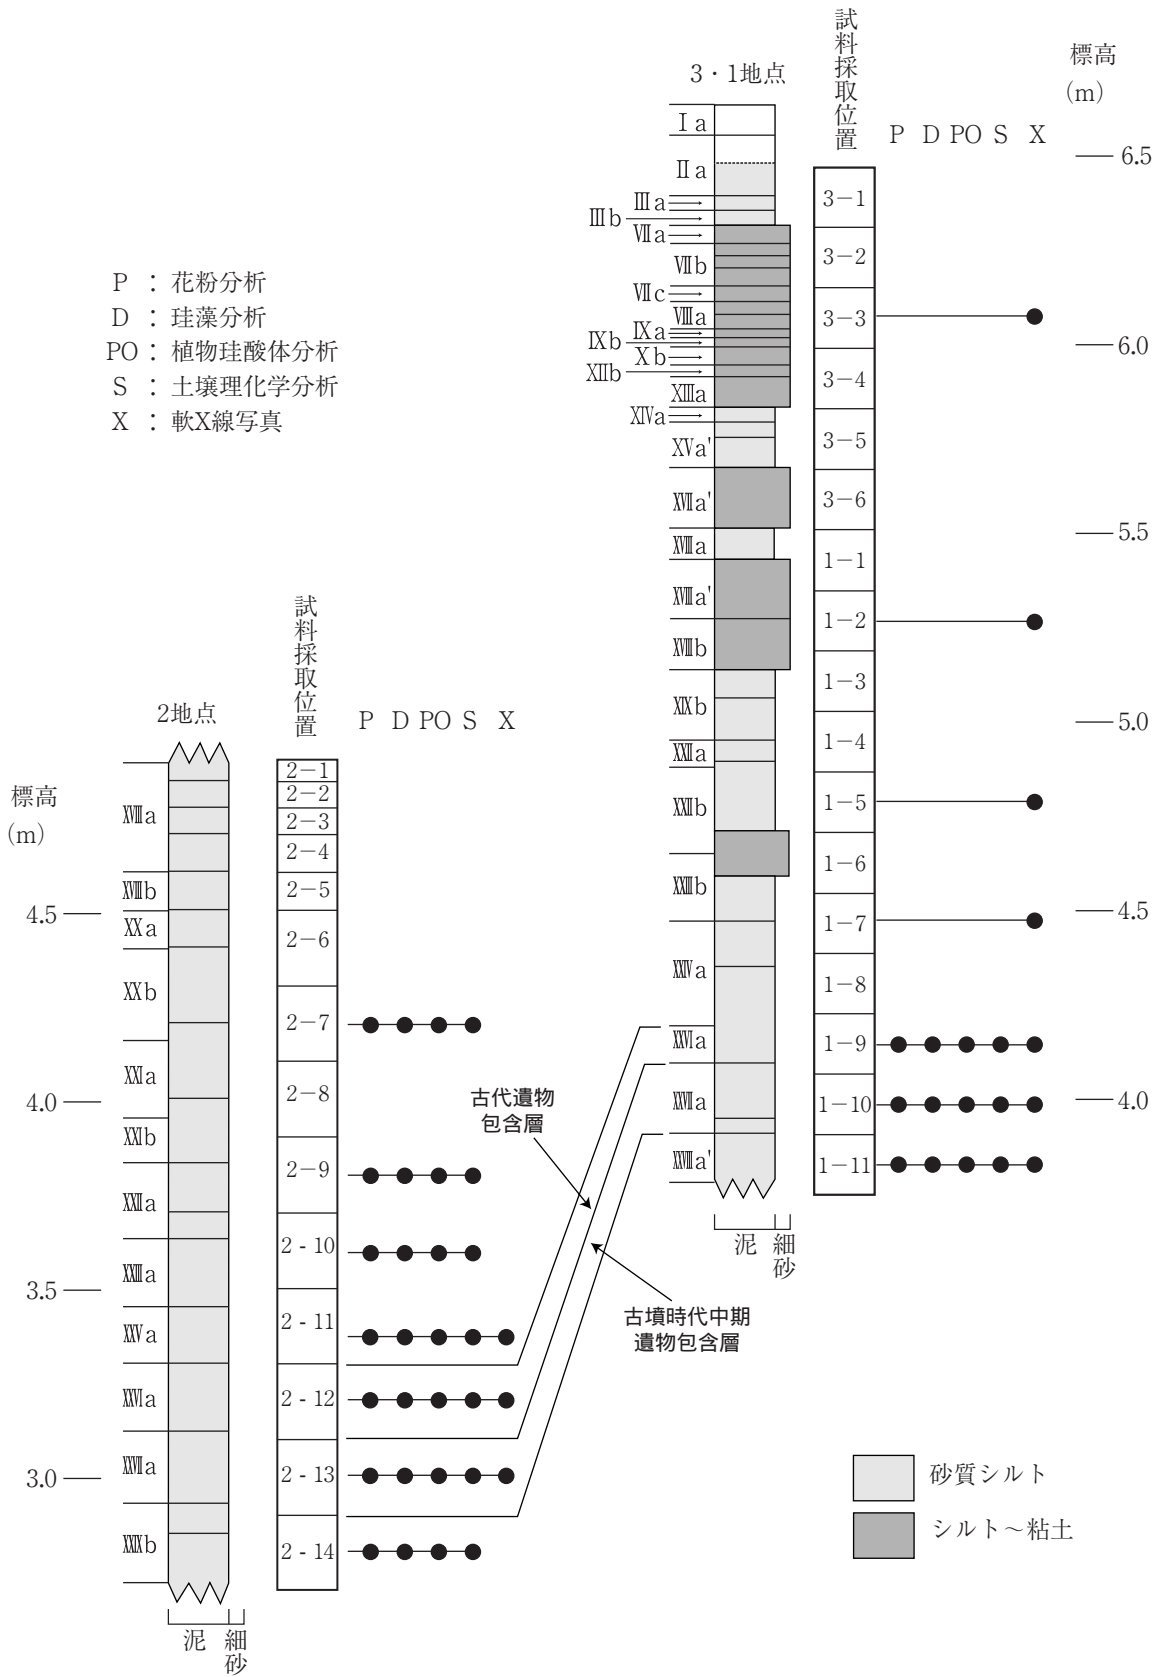 3・1地点
試料採取位置
P D PO S X
標高
(m)
6.5
6.0
5.5
5.0
4.5
4.0
Ⅰa
Ⅱa
Ⅲa
Ⅲb
Ⅶa
Ⅶb
Ⅶc
Ⅷa
Ⅸa
Ⅸb
Ⅹb
Ⅻb
XⅢa
XⅣa
XⅤa'
XⅦa'
XⅧa
XⅧa'
XⅧb
XⅨb
XXⅡa
XXⅡb
XXⅢb
XXⅣa
XXⅥa
XXⅦa
XXⅧa'
3−1
3−2
3−3
3−4
3−5
3−6
1−1
1−2
1−3
1−4
1−5
1−6
1−7
1−8
1−9
1−10
1−11
泥
細砂
P : 花粉分析
D : 珪藻分析
PO : 植物珪酸体分析
S : 土壌理化学分析
X : 軟X線写真
2地点
試料採取位置
P D PO S X
標高
(m)
4.5
4.0
3.5
3.0
XⅧa
XⅧb
XXa
XXb
XXⅠa
XXⅠb
XXⅡa
XXⅢa
XXⅤa
XXⅥa
XXⅦa
XXⅨb
2−1
2−2
2−3
2−4
2−5
2−6
2−7
2−8
2−9
2 - 10
2 - 11
2 - 12
2 - 13
2 - 14
泥
細砂
古代遺物
包含層
古墳時代中期
遺物包含層
砂質シルト
シルト～粘土